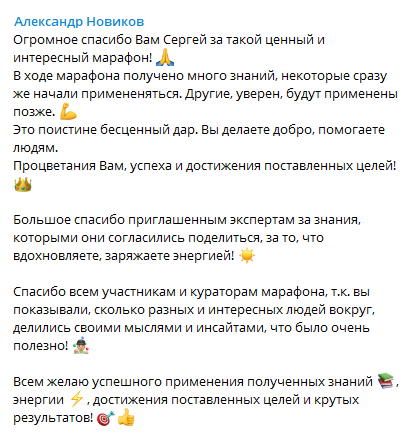 Александр Новиков
Огромное спасибо Вам Сергей за такой ценный и
интересный марафон! 🙏
В ходе марафона получено много знаний, некоторые сразу
же начали примененяться. Другие, уверен, будут применены
позже. 💪
Это поистине бесценный дар. Вы делаете добро, помогаете
людям.
Процветания Вам, успеха и достижения поставленных целей!
👑
Большое спасибо приглашенным экспертам за знания,
которыми они согласились поделиться, за то, что
вдохновляете, заряжаете энергией! ☀️
Спасибо всем участникам и кураторам марафона, т.к. вы
показывали, сколько разных и интересных людей вокруг,
делились своими мыслями и инсайтами, что было очень
полезно!
Всем желаю успешного применения полученных знаний 📚,
энергии ⚡, достижения поставленных целей и крутых
результатов! 🎯👍